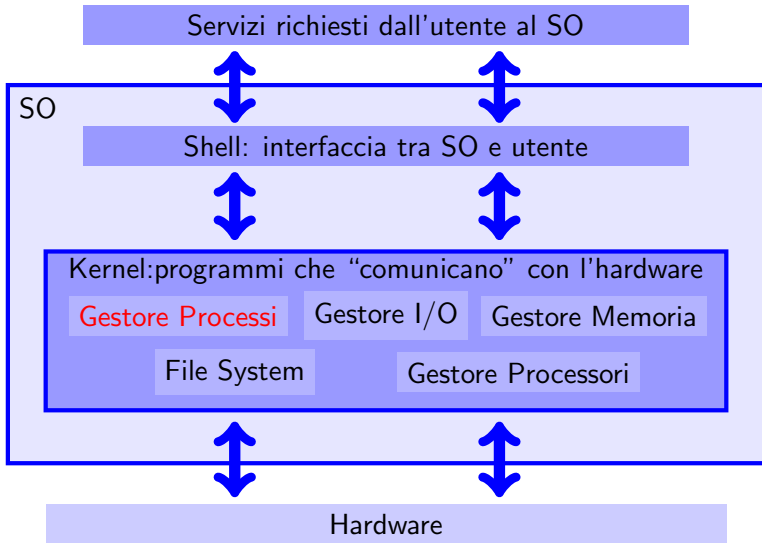 Servizi richiesti dall'utente al SO
SO
Shell: interfaccia tra SO e utente
Kernel:programmi che “comunicano” con l'hardware
Gestore Processi Gestore I/O Gestore Memoria
File System Gestore Processori
Hardware